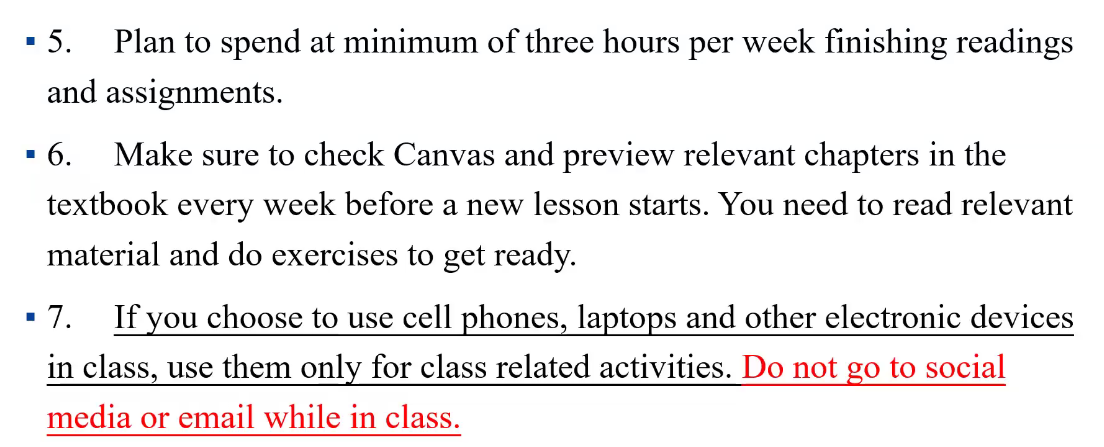 ▪ 5. Plan to spend at minimum of three hours per week finishing readings
and assignments.
▪ 6. Make sure to check Canvas and preview relevant chapters in the
textbook every week before a new lesson starts. You need to read relevant
material and do exercises to get ready.
▪ 7. If you choose to use cell phones, laptops and other electronic devices
in class, use them only for class related activities. Do not go to social
media or email while in class.